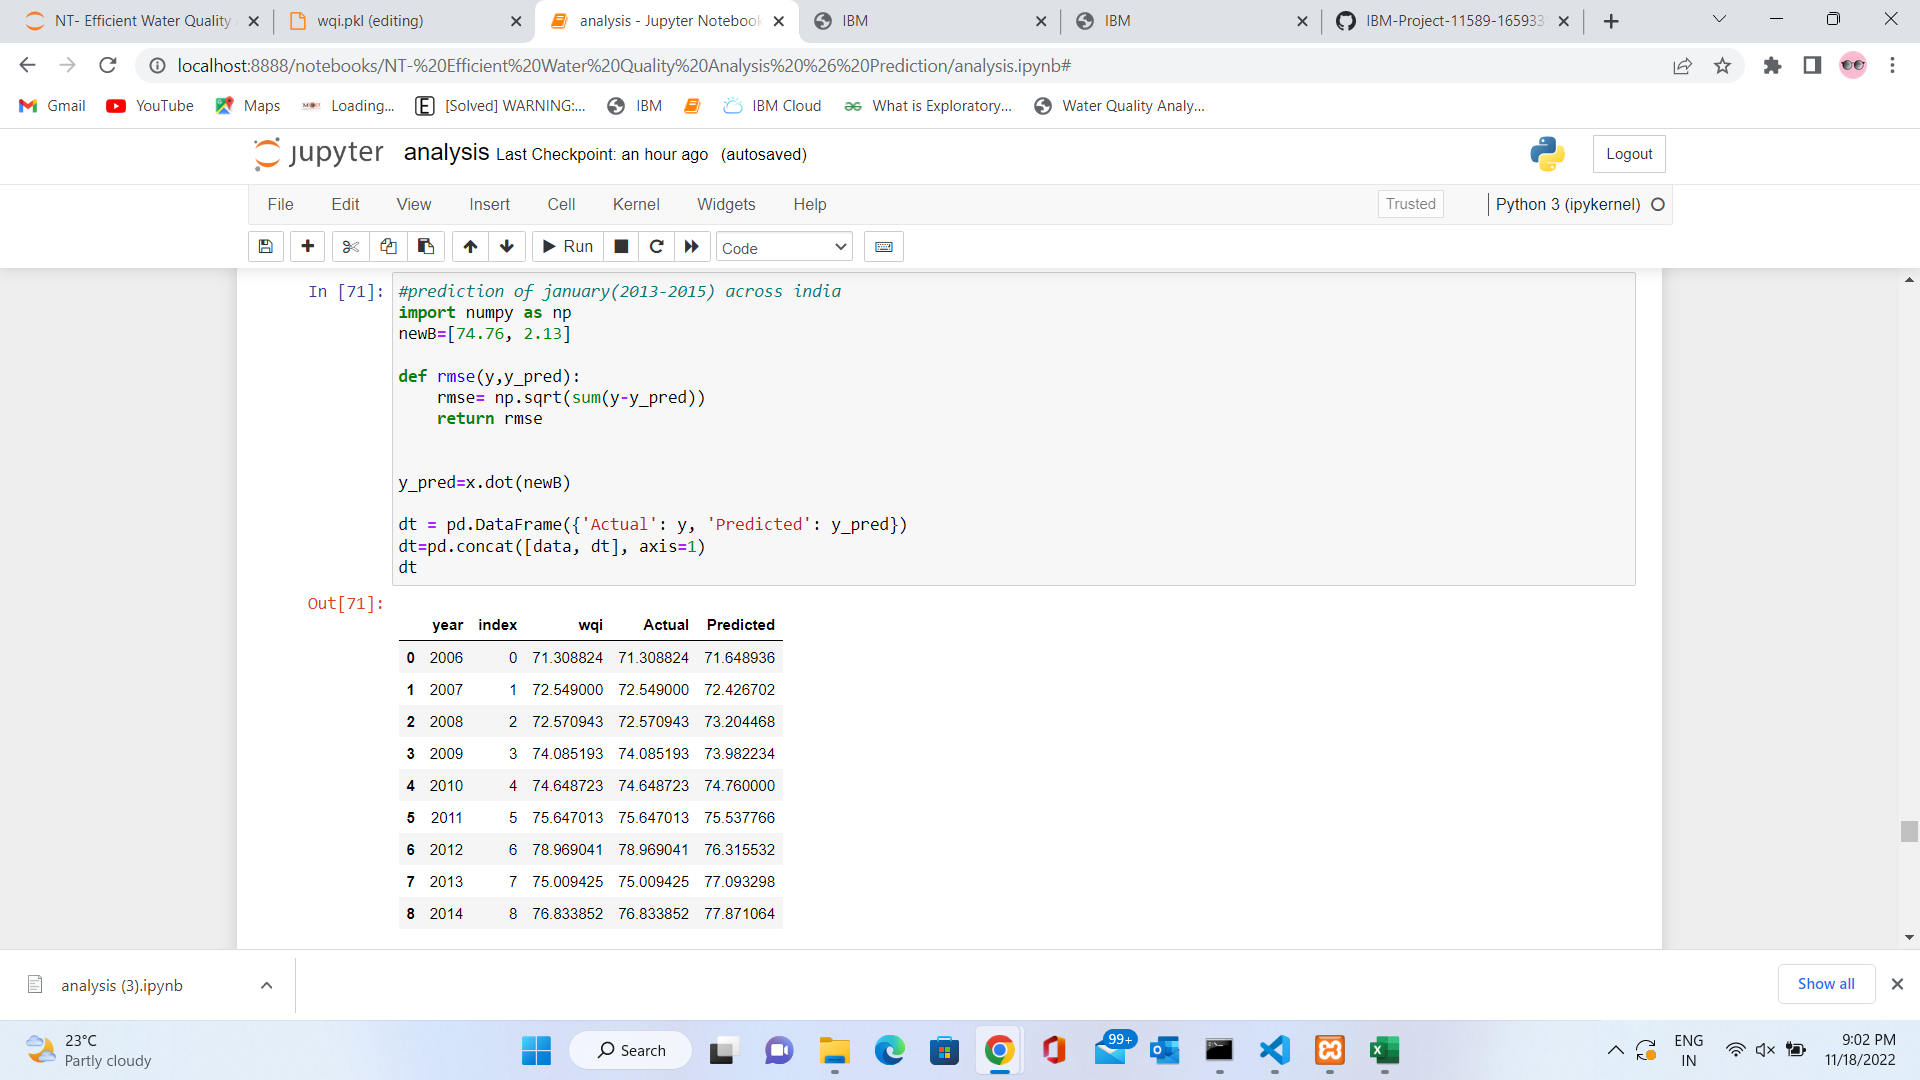 NT- Efficient Water Quality
wqi.pkl (editing)
analysis - Jupyter Notebook
IBM
IBM
IBM-Project-11589-165933
localhost:8888/notebooks/NT-%20Efficient%20Water%20Quality%20Analysis%20%26%20Prediction/analysis.ipynb#
Gmail
YouTube
Maps
Loading...
[Solved] WARNING:...
IBM
IBM Cloud
What is Exploratory...
Water Quality Analy...
jupyter analysis Last Checkpoint: an hour ago (autosaved)
Logout
File Edit View Insert Cell Kernel Widgets Help
Trusted
Python 3 (ipykernel)
Run
Code
In [71]:
#prediction of january(2013-2015) across india
import numpy as np
newB=[74.76, 2.13]
def rmse(y,y_pred):
    rmse= np.sqrt(sum(y-y_pred))
    return rmse
y_pred=x.dot(newB)
dt = pd.DataFrame({'Actual': y, 'Predicted': y_pred})
dt=pd.concat([data, dt], axis=1)
dt
Out[71]:
year index wqi Actual Predicted
0 2006 0 71.308824 71.308824 71.648936
1 2007 1 72.549000 72.549000 72.426702
2 2008 2 72.570943 72.570943 73.204468
3 2009 3 74.085193 74.085193 73.982234
4 2010 4 74.648723 74.648723 74.760000
5 2011 5 75.647013 75.647013 75.537766
6 2012 6 78.969041 78.969041 76.315532
7 2013 7 75.009425 75.009425 77.093298
8 2014 8 76.833852 76.833852 77.871064
analysis (3).ipynb
Show all
23°C
Partly cloudy
Search
99+
ENG
IN
9:02 PM
11/18/2022